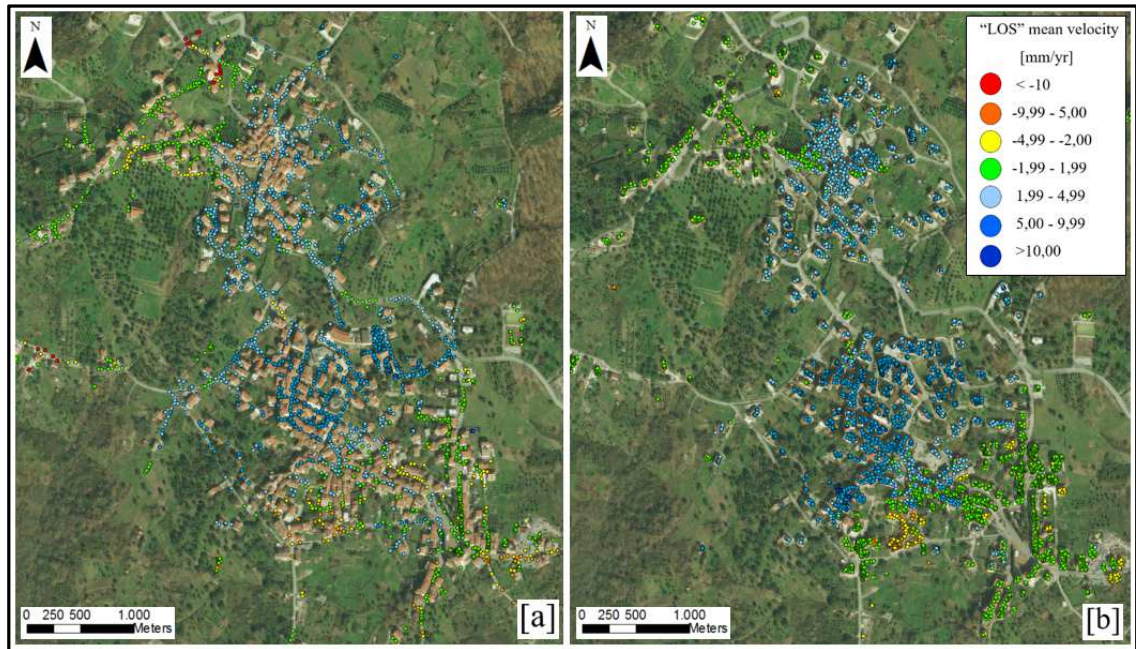 N
N
“LOS” mean velocity
[mm/yr]
< -10
-9,99 - 5,00
-4,99 - -2,00
-1,99 - 1,99
1,99 - 4,99
5,00 - 9,99
>10,00
0 250 500 1.000
Meters
[a]
0 250 500 1.000
Meters
[b]